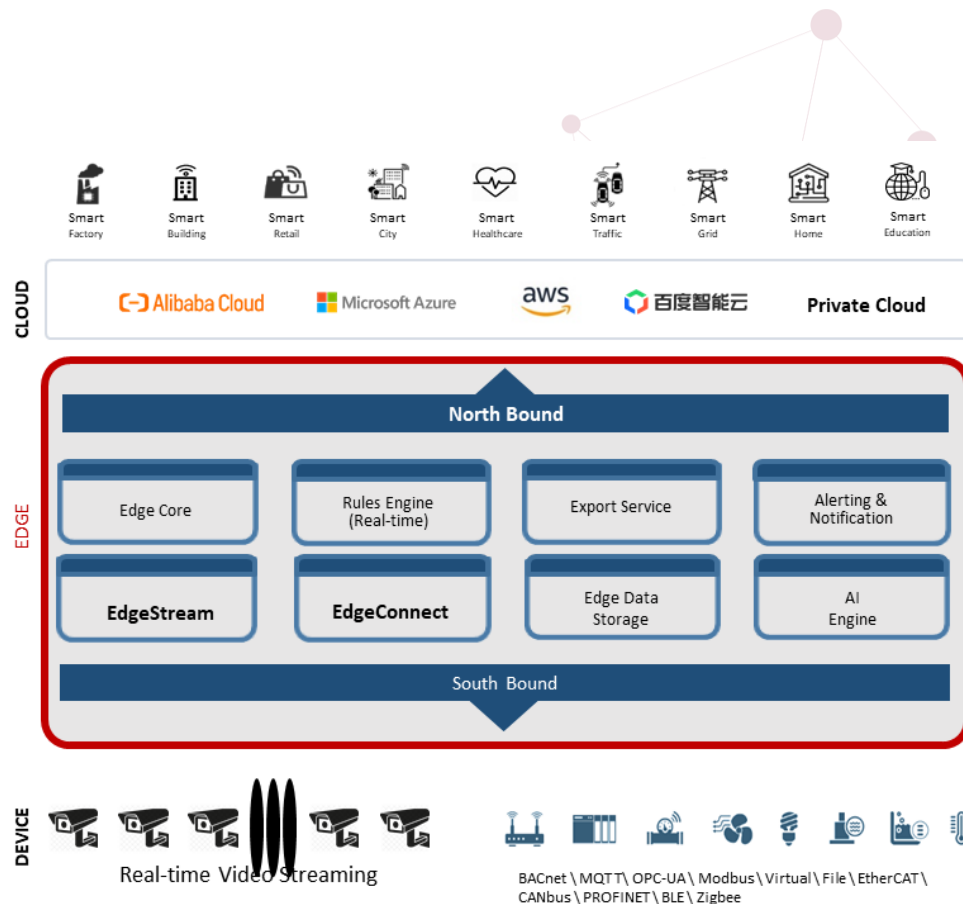 Smart
Factory
Smart
Building
Smart
Retail
Smart
City
Smart
Healthcare
Smart
Traffic
Smart
Grid
Smart
Home
Smart
Education
CLOUD
Alibaba Cloud
Microsoft Azure
aws
百度智能云
Private Cloud
EDGE
North Bound
Edge Core
Rules Engine
(Real-time)
Export Service
Alerting &
Notification
EdgeStream
EdgeConnect
Edge Data
Storage
AI
Engine
South Bound
DEVICE
Real-time Video Streaming
BACnet \ MQTT\ OPC-UA \ Modbus \ Virtual \ File \ EtherCAT \
CANbus \ PROFINET \ BLE \ Zigbee